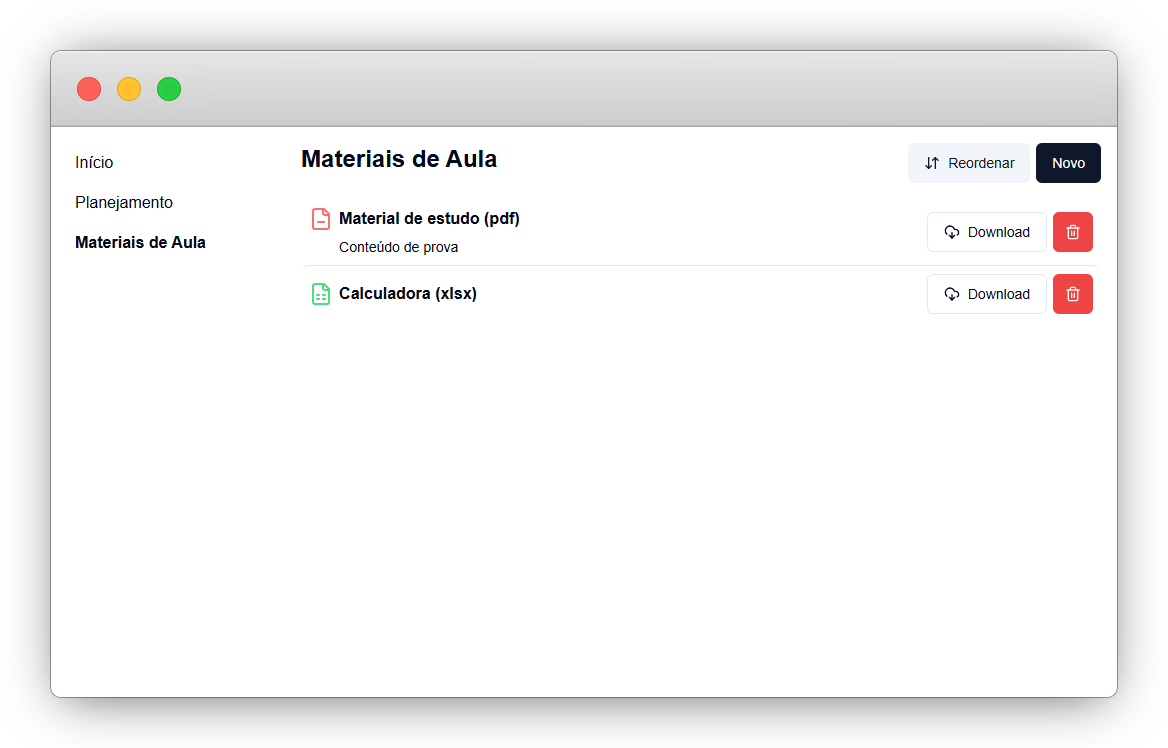 Início
Planejamento
Materiais de Aula
Materiais de Aula
Reordenar
Novo
Material de estudo (pdf)
Conteúdo de prova
Download
Calculadora (xlsx)
Download